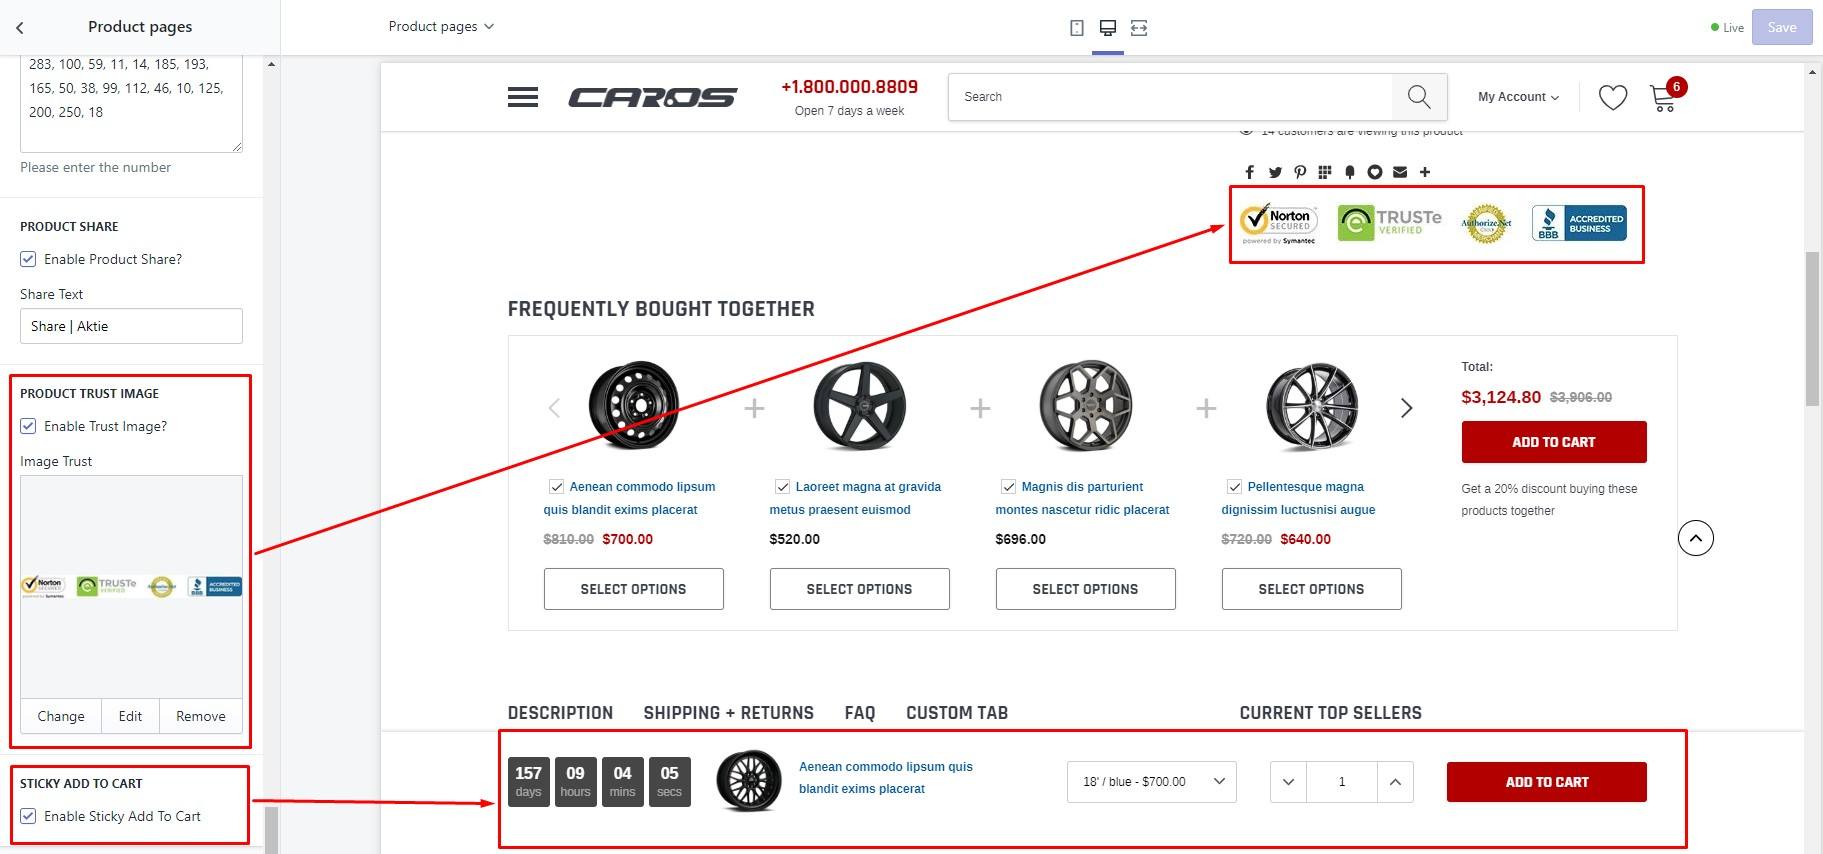 Product pages
Product pages
Live
Save
283, 100, 59, 11, 14, 185, 193,
165, 50, 38, 99, 112, 46, 10, 125,
200, 250, 18
Please enter the number
PRODUCT SHARE
Enable Product Share?
Share Text
Share | Aktie
PRODUCT TRUST IMAGE
Enable Trust Image?
Image Trust
Norton
powered by Symantec
TRUSTe
VERIFIED
Authorize.Net
BBB
ACCREDITED
BUSINESS
Change
Edit
Remove
STICKY ADD TO CART
Enable Sticky Add To Cart
CAROS
+1.800.000.8809
Open 7 days a week
Search
My Account
6
14 customers are viewing this product
Norton
SECURED
powered by Symantec
TRUSTe
VERIFIED
Authorize.Net
BBB
ACCREDITED
BUSINESS
FREQUENTLY BOUGHT TOGETHER
Aenean commodo lipsum
quis blandit exims placerat
$810.00 $700.00
SELECT OPTIONS
Laoreet magna at gravida
metus praesent euismod
$520.00
SELECT OPTIONS
Magnis dis parturient
montes nascetur ridic placerat
$696.00
SELECT OPTIONS
Pellentesque magna
dignissim luctusnisi augue
$720.00 $640.00
SELECT OPTIONS
Total:
$3,124.80 $3,906.00
ADD TO CART
Get a 20% discount buying these
products together
DESCRIPTION
SHIPPING + RETURNS
FAQ
CUSTOM TAB
CURRENT TOP SELLERS
157 days
09 hours
04 mins
05 secs
Aenean commodo lipsum quis
blandit exims placerat
18' / blue - $700.00
1
ADD TO CART